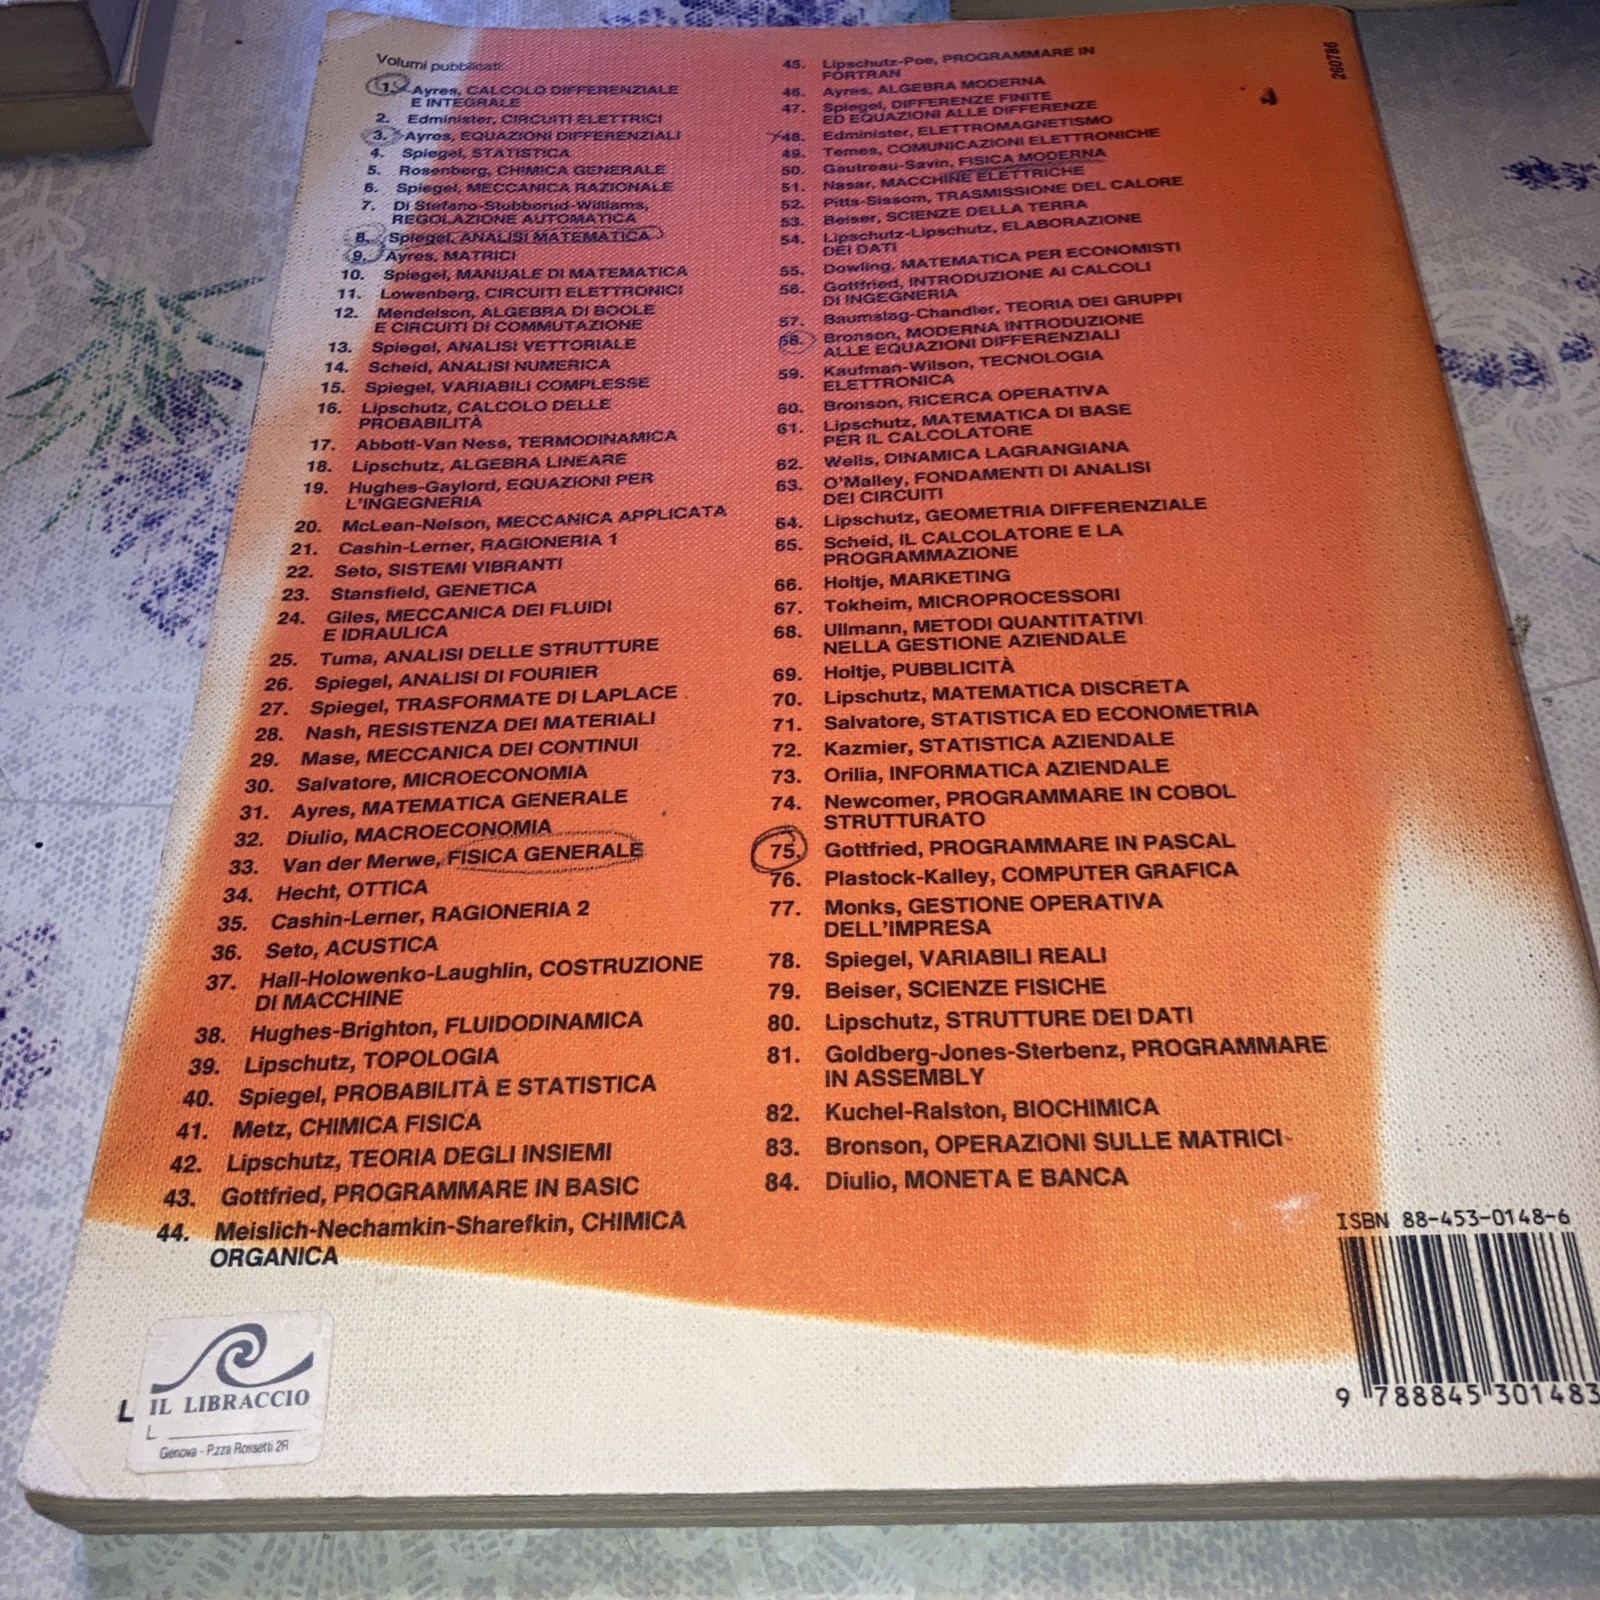 Volumi pubblicati:
1. Ayres, CALCOLO DIFFERENZIALE
E INTEGRALE
2. Edminister, CIRCUITI ELETTRICI
3. Ayres, EQUAZIONI DIFFERENZIALI
4. Spiegel, STATISTICA
5. Rosenberg, CHIMICA GENERALE
6. Spiegel, MECCANICA RAZIONALE
7. Di Stefano-Stubberud-Williams,
REGOLAZIONE AUTOMATICA
8. Spiegel, ANALISI MATEMATICA
9. Ayres, MATRICI
10. Spiegel, MANUALE DI MATEMATICA
11. Lowenberg, CIRCUITI ELETTRONICI
12. Mendelson, ALGEBRA DI BOOLE
E CIRCUITI DI COMMUTAZIONE
13. Spiegel, ANALISI VETTORIALE
14. Scheid, ANALISI NUMERICA
15. Spiegel, VARIABILI COMPLESSE
16. Lipschutz, CALCOLO DELLE
PROBABILITÀ
17. Abbott-Van Ness, TERMODINAMICA
18. Lipschutz, ALGEBRA LINEARE
19. Hughes-Gaylord, EQUAZIONI PER
L'INGEGNERIA
20. McLean-Nelson, MECCANICA APPLICATA
21. Cashin-Lerner, RAGIONERIA 1
22. Seto, SISTEMI VIBRANTI
23. Stansfield, GENETICA
24. Giles, MECCANICA DEI FLUIDI
E IDRAULICA
25. Tuma, ANALISI DELLE STRUTTURE
26. Spiegel, ANALISI DI FOURIER
27. Spiegel, TRASFORMATE DI LAPLACE
28. Nash, RESISTENZA DEI MATERIALI
29. Mase, MECCANICA DEI CONTINUI
30. Salvatore, MICROECONOMIA
31. Ayres, MATEMATICA GENERALE
32. Diulio, MACROECONOMIA
33. Van der Merwe, FISICA GENERALE
34. Hecht, OTTICA
35. Cashin-Lerner, RAGIONERIA 2
36. Seto, ACUSTICA
37. Hall-Holowenko-Laughlin, COSTRUZIONE
DI MACCHINE
38. Hughes-Brighton, FLUIDODINAMICA
39. Lipschutz, TOPOLOGIA
40. Spiegel, PROBABILITÀ E STATISTICA
41. Metz, CHIMICA FISICA
42. Lipschutz, TEORIA DEGLI INSIEMI
43. Gottfried, PROGRAMMARE IN BASIC
44. Meislich-Nechamkin-Sharefkin, CHIMICA
ORGANICA
45. Lipschutz-Poe, PROGRAMMARE IN
FORTRAN
46. Ayres, ALGEBRA MODERNA
47. Spiegel, DIFFERENZE FINITE
ED EQUAZIONI ALLE DIFFERENZE
48. Edminister, ELETTROMAGNETISMO
49. Temes, COMUNICAZIONI ELETTRONICHE
50. Gautreau-Savin, FISICA MODERNA
51. Nasar, MACCHINE ELETTRICHE
52. Pitts-Sissom, TRASMISSIONE DEL CALORE
53. Beiser, SCIENZE DELLA TERRA
54. Lipschutz-Lipschutz, ELABORAZIONE
DEI DATI
55. Dowling, MATEMATICA PER ECONOMISTI
56. Gottfried, INTRODUZIONE AI CALCOLI
DI INGEGNERIA
57. Baumslag-Chandler, TEORIA DEI GRUPPI
58. Bronson, MODERNA INTRODUZIONE
ALLE EQUAZIONI DIFFERENZIALI
59. Kaufman-Wilson, TECNOLOGIA
ELETTRONICA
60. Bronson, RICERCA OPERATIVA
61. Lipschutz, MATEMATICA DI BASE
PER IL CALCOLATORE
62. Wells, DINAMICA LAGRANGIANA
63. O'Malley, FONDAMENTI DI ANALISI
DEI CIRCUITI
64. Lipschutz, GEOMETRIA DIFFERENZIALE
65. Scheid, IL CALCOLATORE E LA
PROGRAMMAZIONE
66. Holtje, MARKETING
67. Tokheim, MICROPROCESSORI
68. Ullmann, METODI QUANTITATIVI
NELLA GESTIONE AZIENDALE
69. Holtje, PUBBLICITÀ
70. Lipschutz, MATEMATICA DISCRETA
71. Salvatore, STATISTICA ED ECONOMETRIA
72. Kazmier, STATISTICA AZIENDALE
73. Orilia, INFORMATICA AZIENDALE
74. Newcomer, PROGRAMMARE IN COBOL
STRUTTURATO
75. Gottfried, PROGRAMMARE IN PASCAL
76. Plastock-Kalley, COMPUTER GRAFICA
77. Monks, GESTIONE OPERATIVA
DELL'IMPRESA
78. Spiegel, VARIABILI REALI
79. Beiser, SCIENZE FISICHE
80. Lipschutz, STRUTTURE DEI DATI
81. Goldberg-Jones-Sterbenz, PROGRAMMARE
IN ASSEMBLY
82. Kuchel-Ralston, BIOCHIMICA
83. Bronson, OPERAZIONI SULLE MATRICI
84. Diulio, MONETA E BANCA
260786
ISBN 88-453-0148-6
9 788845 301483
L
IL LIBRACCIO
L
Genova - P.zza Rossetti 2R